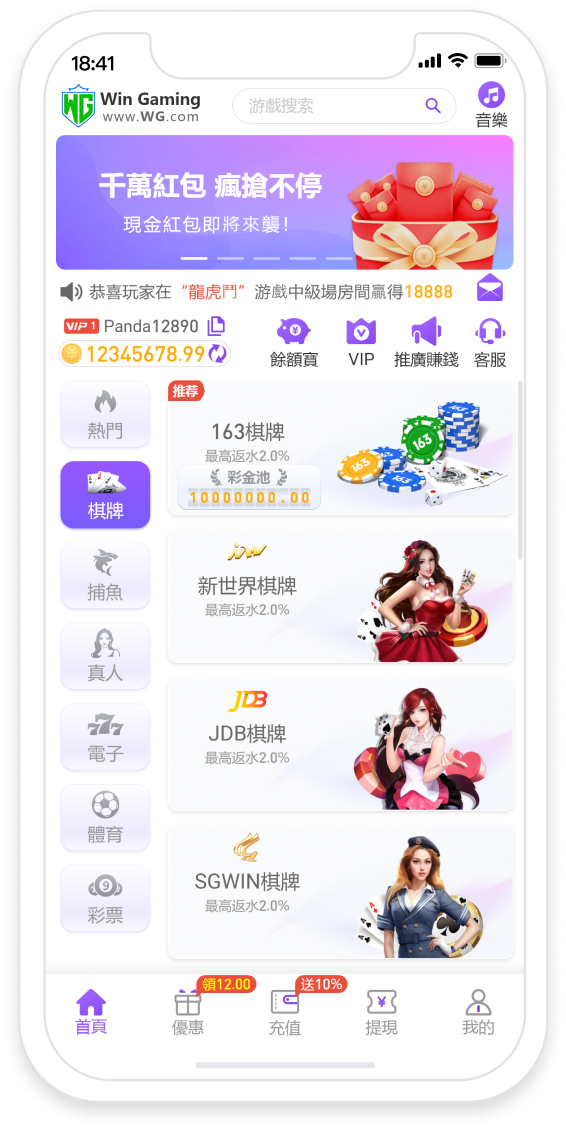 18:41
WG Win Gaming
www.WG.com
游戲搜索
音樂
千萬紅包 瘋搶不停
現金紅包即將來襲!
恭喜玩家在 “龍虎鬥” 游戲中級場房間贏得18888
VIP 1 Panda12890
12345678.99
餘額寶 VIP 推廣賺錢 客服
熱門
棋牌
捕魚
真人
電子
體育
彩票
推荐
163棋牌
最高返水2.0%
彩金池
10000000.00
163
163
163
新世界棋牌
最高返水2.0%
JDB
JDB棋牌
最高返水2.0%
SGWIN棋牌
最高返水2.0%
領12.00 送10%
首頁 優惠 充值 提現 我的